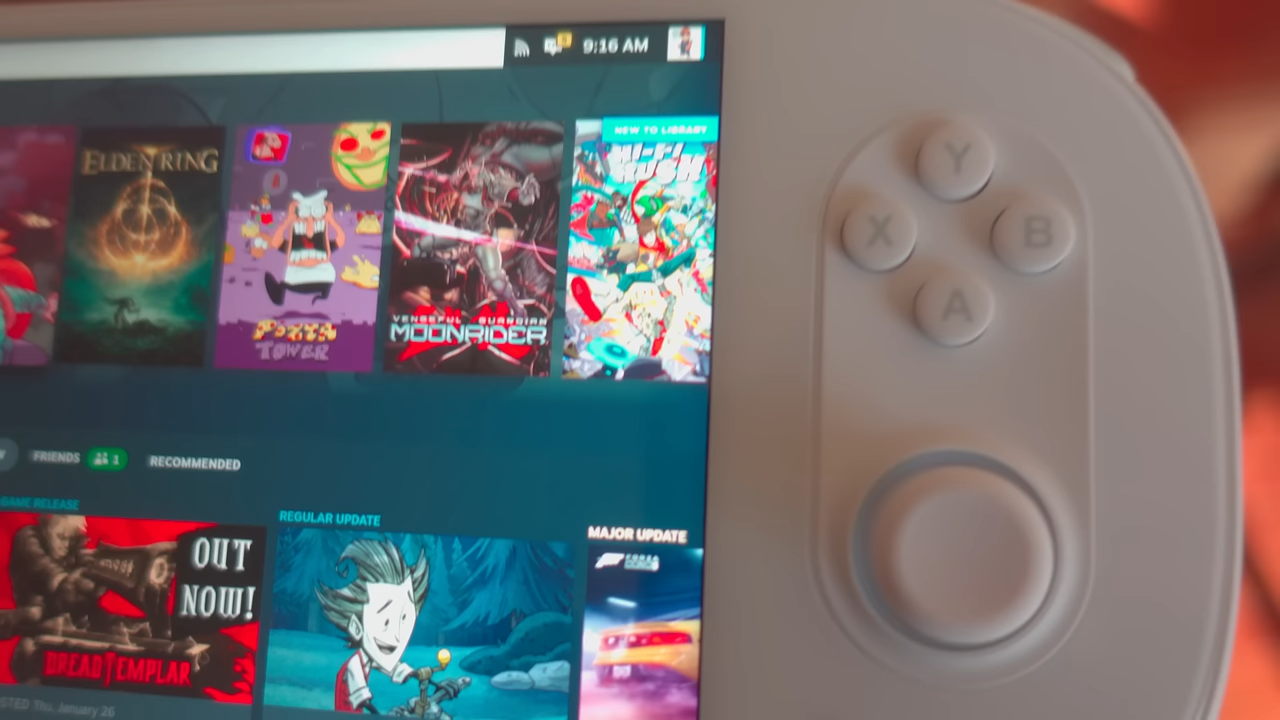 9:16 AM
NEW TO LIBRARY
ELDEN RING
PIZZA
TOWER
VENGEFUL GUARDIAN
MOONRIDER
HI-FI
RUSH
Y
X
B
A
FRIENDS 1
RECOMMENDED
GAME RELEASE
REGULAR UPDATE
MAJOR UPDATE
OUT
NOW!
DREAD TEMPLAR
FORZA
THU, January 26